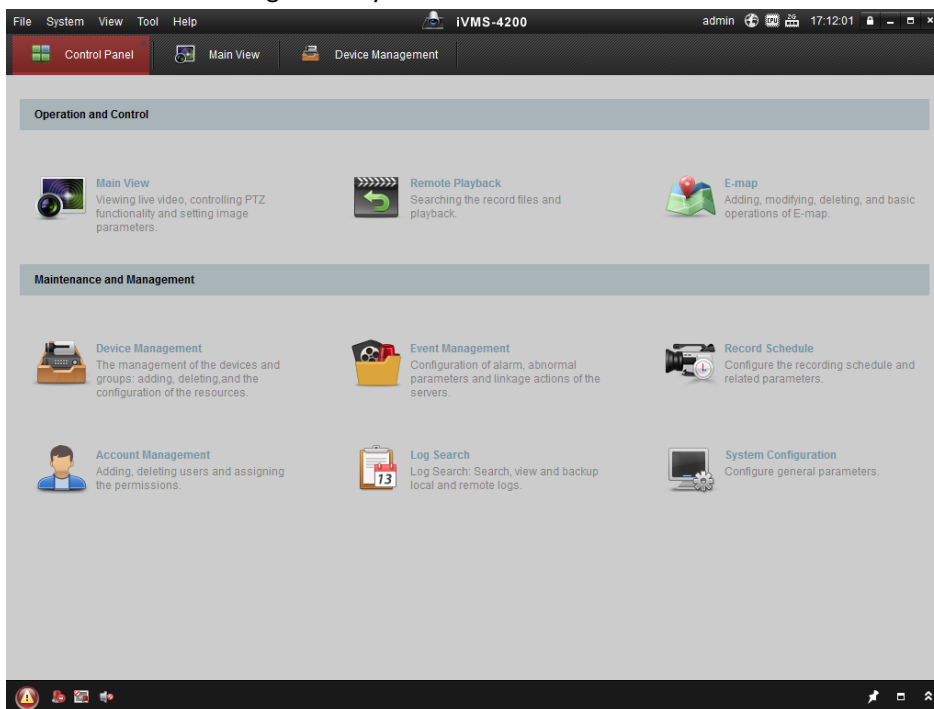 File System View Tool Help iVMS-4200 admin 17:12:01
Control Panel Main View Device Management
Operation and Control
Main View
Viewing live video, controlling PTZ
functionality and setting image
parameters.
Remote Playback
Searching the record files and
playback.
E-map
Adding, modifying, deleting, and basic
operations of E-map.
Maintenance and Management
Device Management
The management of the devices and
groups: adding, deleting,and the
configuration of the resources.
Event Management
Configuration of alarm, abnormal
parameters and linkage actions of the
servers.
Record Schedule
Configure the recording schedule and
related parameters.
Account Management
Adding, deleting users and assigning
the permissions.
13
Log Search
Log Search: Search, view and backup
local and remote logs.
System Configuration
Configure general parameters.